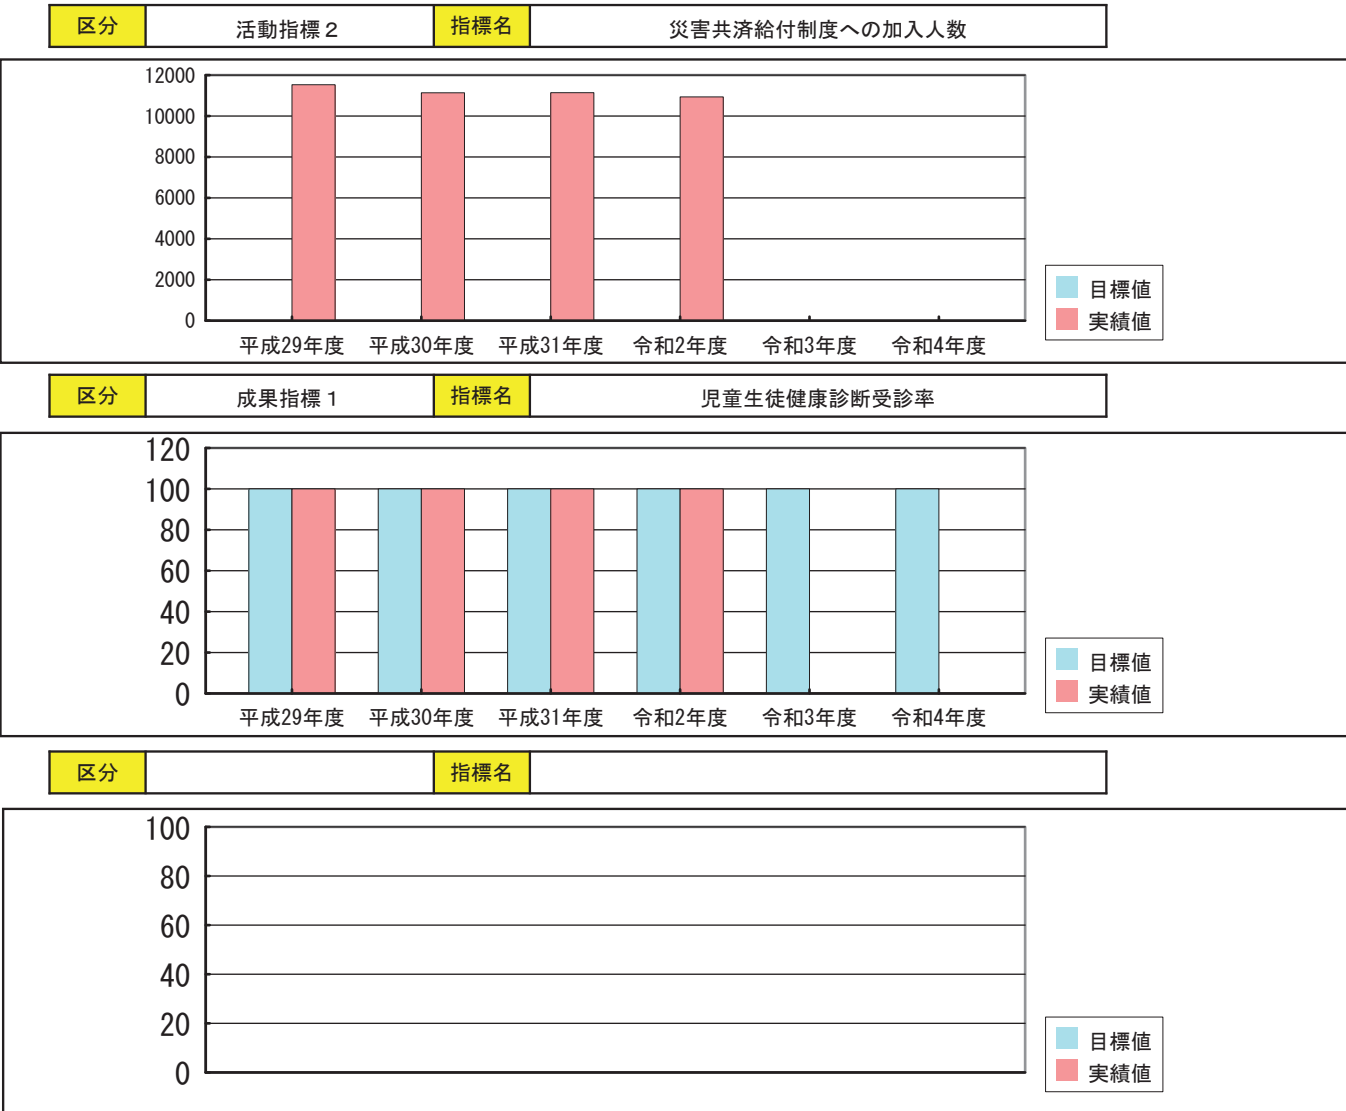 区分 活動指標２ 指標名 災害共済給付制度への加入人数
12000
10000
8000
6000
4000
2000
0
平成29年度 平成30年度 平成31年度 令和2年度 令和3年度 令和4年度
目標値
実績値
区分 成果指標１ 指標名 児童生徒健康診断受診率
120
100
80
60
40
20
0
平成29年度 平成30年度 平成31年度 令和2年度 令和3年度 令和4年度
目標値
実績値
区分 指標名
100
80
60
40
20
0
目標値
実績値